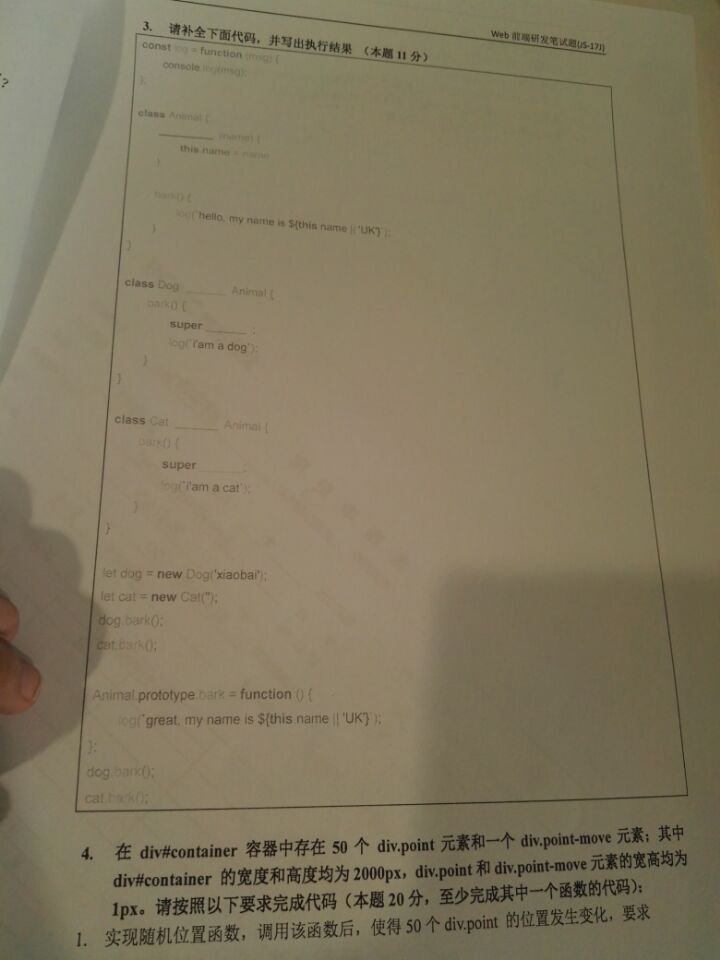 Web 前端研发笔试题(JS-17J)
3. 请补全下面代码，并写出执行结果 （本题 11 分）
const log = function (msg) {
console.log(msg);
};
class Animal {
________ (name) {
this.name = name
}
bark() {
log(`hello, my name is ${this.name || 'UK'}`);
}
}
class Dog ______ Animal {
bark() {
super ______ ;
log(`i'am a dog`);
}
}
class Cat ______ Animal {
bark() {
super ______ ;
log(`i'am a cat`);
}
}
let dog = new Dog('xiaobai');
let cat = new Cat('');
dog.bark();
cat.bark();
Animal.prototype.bark = function () {
log(`great, my name is ${this.name || 'UK'}`);
};
dog.bark();
cat.bark();
4. 在 div#container 容器中存在 50 个 div.point 元素和一个 div.point-move 元素；其中
div#container 的宽度和高度均为 2000px，div.point 和 div.point-move 元素的宽高均为
1px。请按照以下要求完成代码（本题 20 分，至少完成其中一个函数的代码）：
1. 实现随机位置函数，调用该函数后，使得 50 个 div.point 的位置发生变化，要求
?